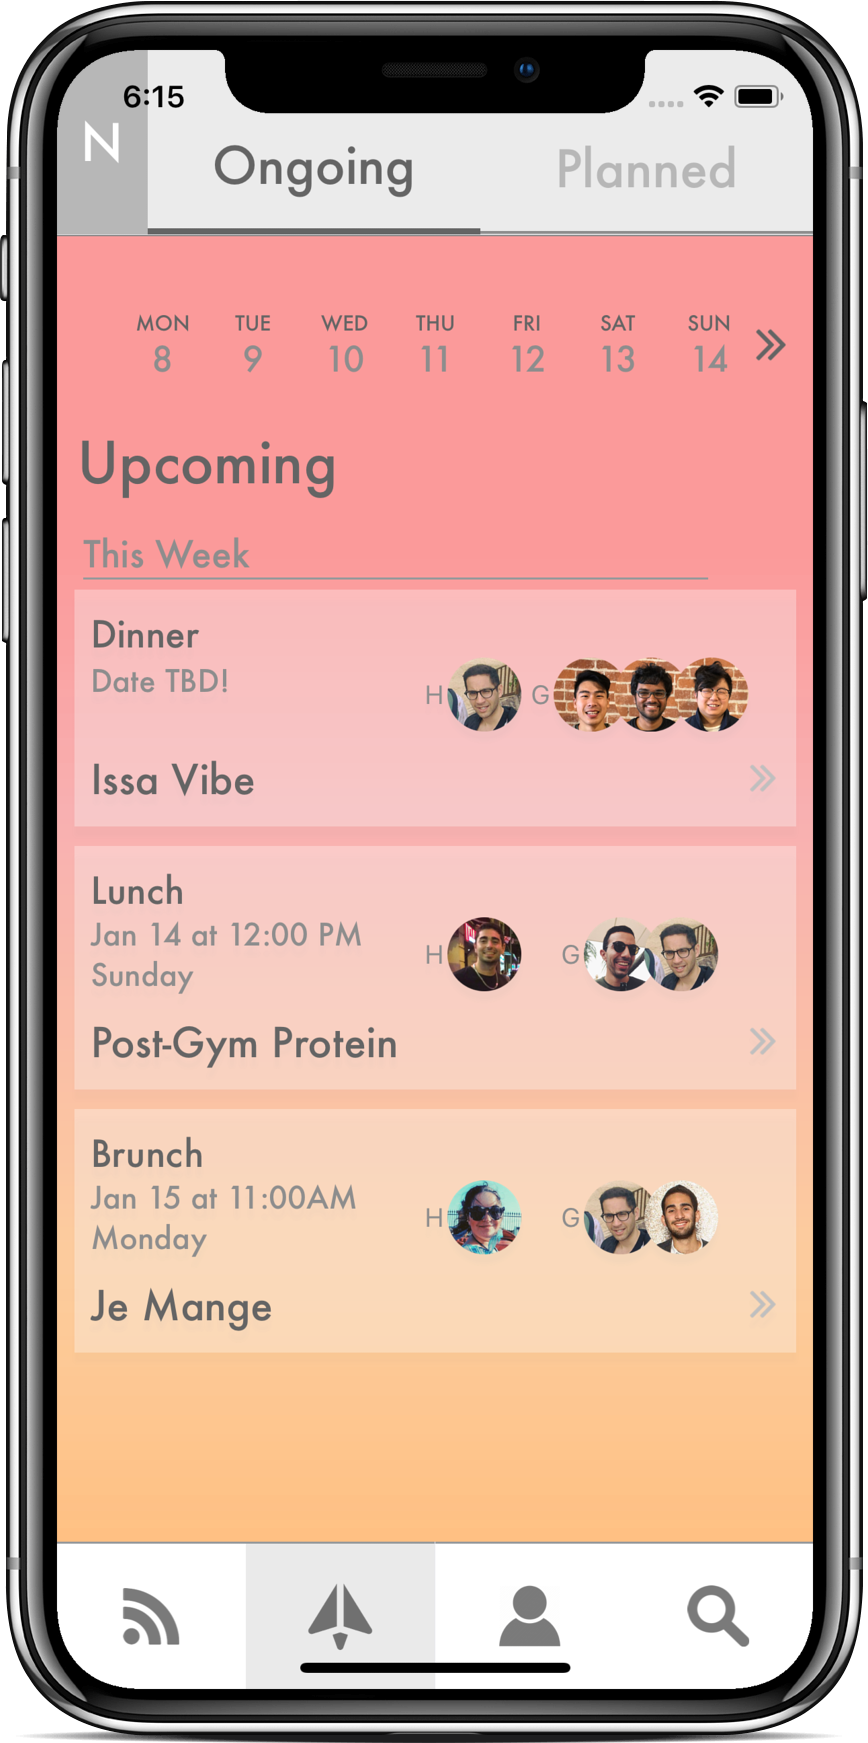 6:15
N
Ongoing Planned
MON TUE WED THU FRI SAT SUN
8 9 10 11 12 13 14
Upcoming
This Week
Dinner
Date TBD!
H G
Issa Vibe
Lunch
Jan 14 at 12:00 PM
Sunday
H G
Post-Gym Protein
Brunch
Jan 15 at 11:00AM
Monday
H G
Je Mange